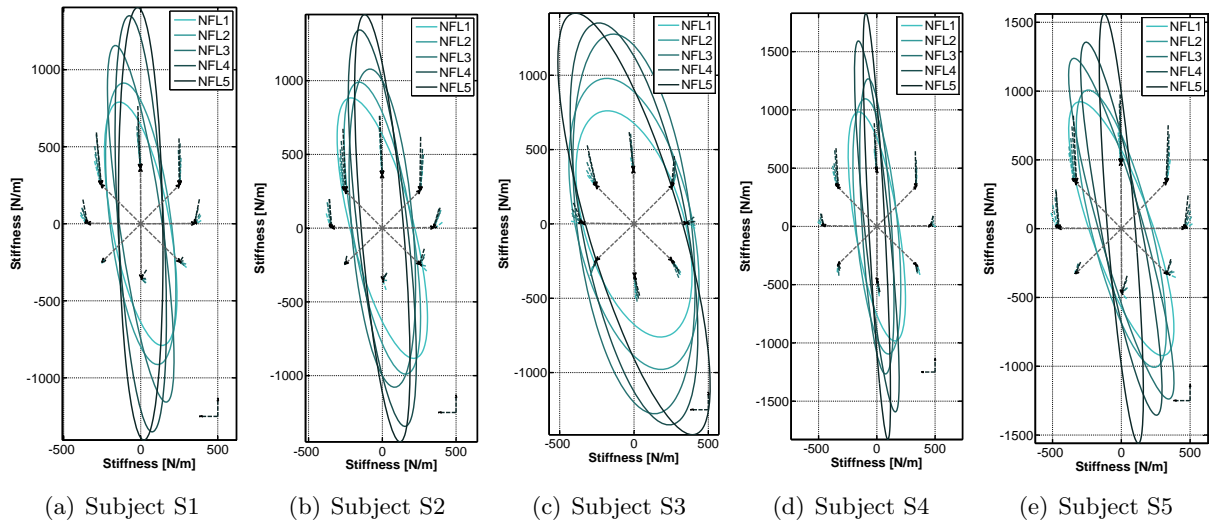 NFL1
NFL2
NFL3
NFL4
NFL5
1000
500
0
-500
-1000
-500 0 500
Stiffness [N/m]
Stiffness [N/m]
(a) Subject S1
NFL1
NFL2
NFL3
NFL4
NFL5
1000
500
0
-500
-1000
-500 0 500
Stiffness [N/m]
Stiffness [N/m]
(b) Subject S2
NFL1
NFL2
NFL3
NFL4
NFL5
1000
500
0
-500
-1000
-500 0 500
Stiffness [N/m]
Stiffness [N/m]
(c) Subject S3
NFL1
NFL2
NFL3
NFL4
NFL5
1500
1000
500
0
-500
-1000
-1500
-500 0 500
Stiffness [N/m]
Stiffness [N/m]
(d) Subject S4
NFL1
NFL2
NFL3
NFL4
NFL5
1500
1000
500
0
-500
-1000
-1500
-500 0 500
Stiffness [N/m]
Stiffness [N/m]
(e) Subject S5